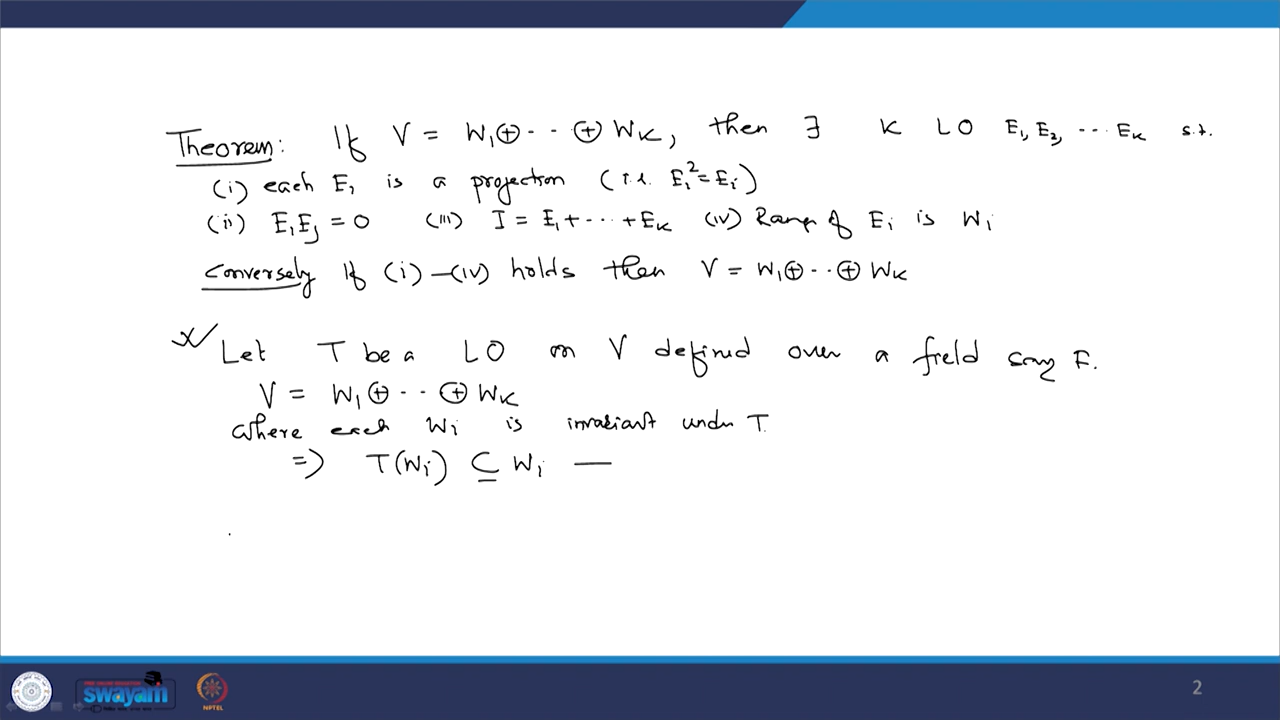 Theorem: If V = W₁⊕--⊕ Wₖ, then ∃ K LO E₁, E₂, ... Eₖ s.t.
(i) each Eᵢ is a projection (i.e. Eᵢ²=Eᵢ)
(ii) EᵢEⱼ = 0 (iii) I = E₁+---+Eₖ (iv) Range of Eᵢ is Wᵢ
Conversely If (i)—(iv) holds then V = W₁⊕--⊕ Wₖ
Let T be a LO on V defined over a field say F.
V = W₁⊕--⊕ Wₖ
where each Wᵢ is invariant under T.
=> T(Wᵢ) ⊆ Wᵢ —
swayam
NPTEL
2